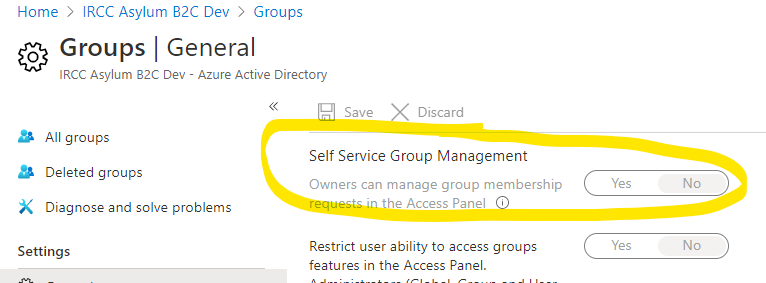 Home > IRCC Asylum B2C Dev > Groups
Groups | General
IRCC Asylum B2C Dev - Azure Active Directory
«
Save Discard
All groups
Deleted groups
Diagnose and solve problems
Settings
Self Service Group Management
Owners can manage group membership
requests in the Access Panel
Yes No
Restrict user ability to access groups
features in the Access Panel.
Administrators (Global, Group and User
Yes No